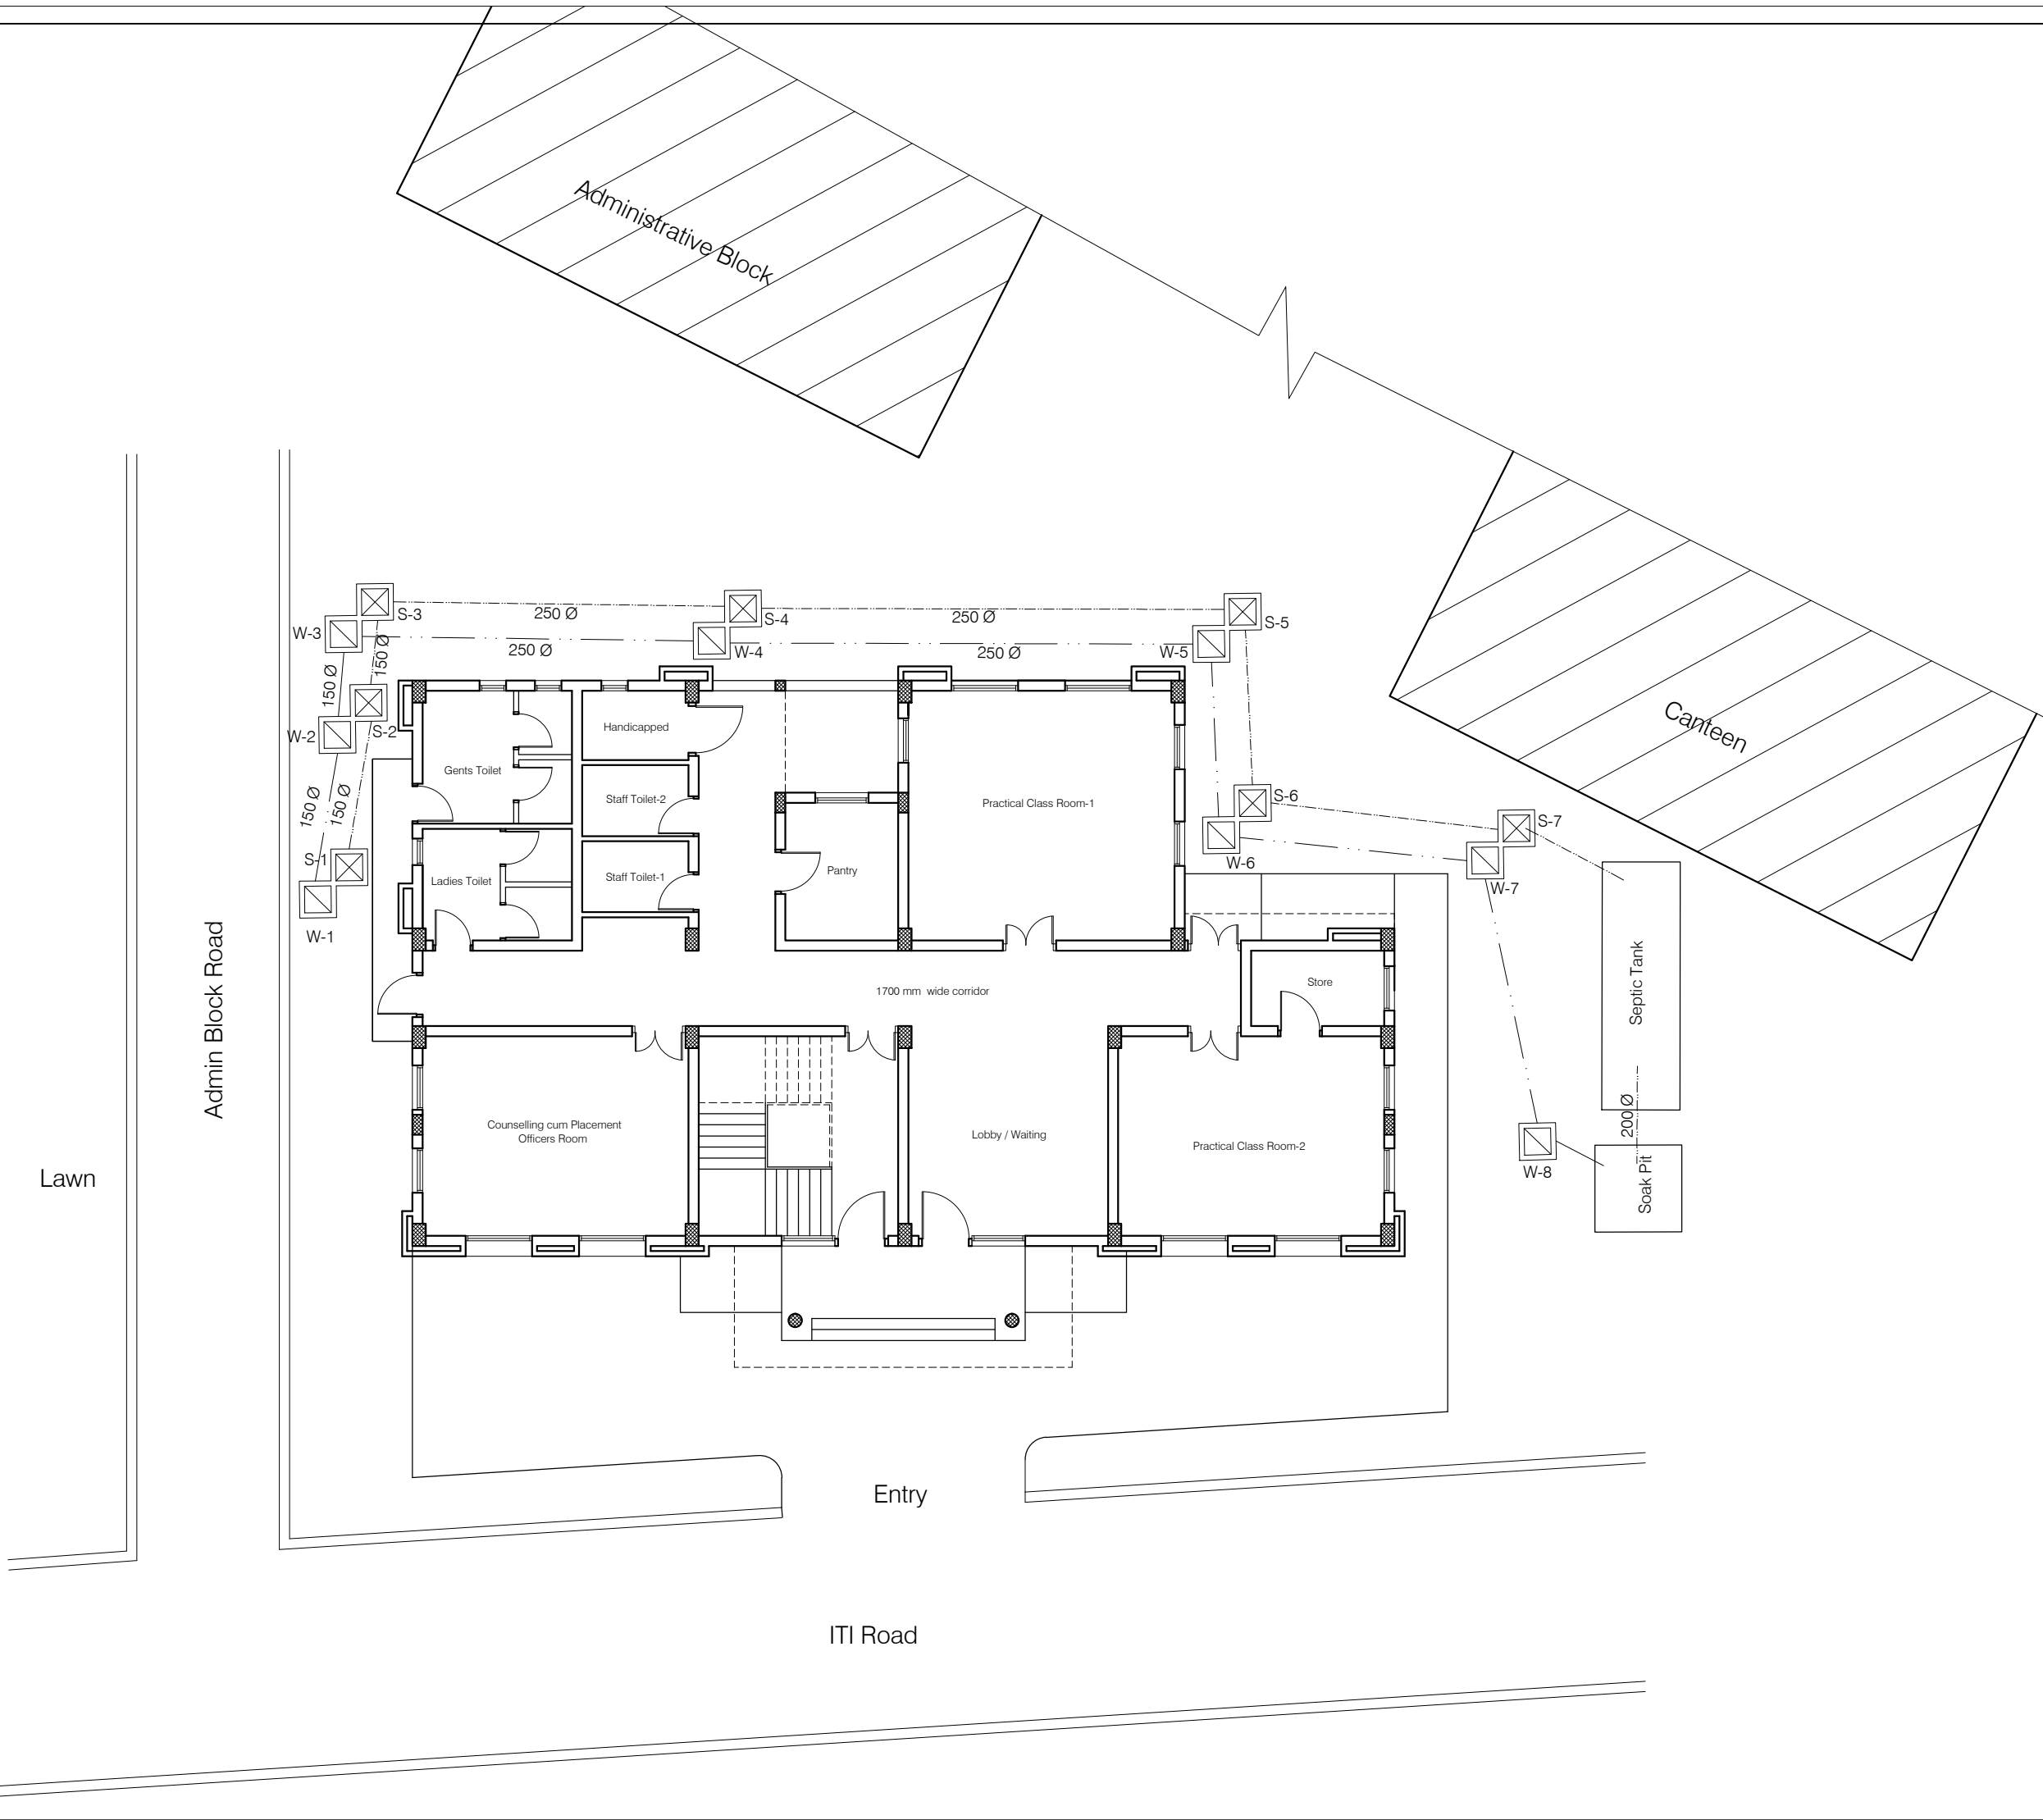 Administrative Block
Canteen
S-3
250 Ø
S-4
250 Ø
S-5
W-3
250 Ø
W-4
250 Ø
W-5
150 Ø
150 Ø
W-2
S-2
150 Ø
150 Ø
S-1
W-1
S-6
W-6
S-7
W-7
Handicapped
Gents Toilet
Staff Toilet-2
Practical Class Room-1
Ladies Toilet
Staff Toilet-1
Pantry
1700 mm wide corridor
Store
Septic Tank
Admin Block Road
Counselling cum Placement
Officers Room
Lobby / Waiting
Practical Class Room-2
200 Ø
W-8
Soak Pit
Lawn
Entry
ITI Road